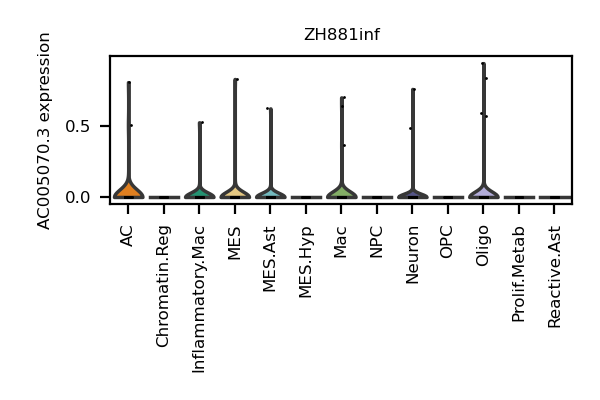 ZH881inf
AC005070.3 expression
0.5
0.0
AC
Chromatin.Reg
Inflammatory.Mac
MES
MES.Ast
MES.Hyp
Mac
NPC
Neuron
OPC
Oligo
Prolif.Metab
Reactive.Ast